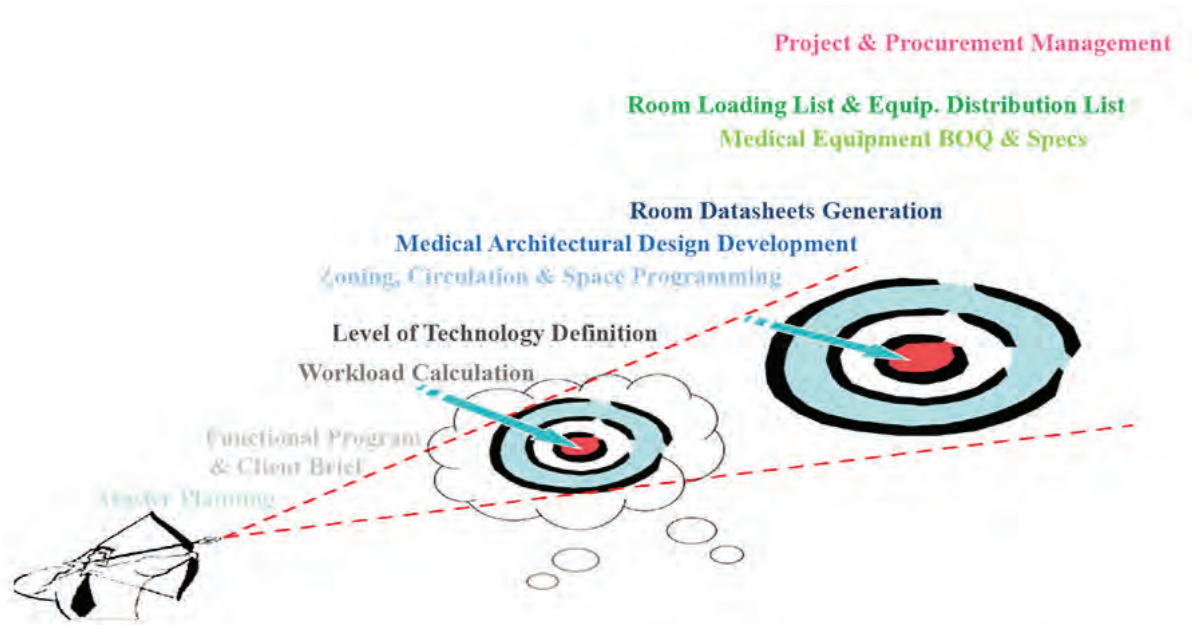 Project & Procurement Management
Room Loading List & Equip. Distribution List
Medical Equipment BOQ & Specs
Room Datasheets Generation
Medical Architectural Design Development
Zoning, Circulation & Space Programming
Level of Technology Definition
Workload Calculation
Functional Program
& Client Brief
Master Planning